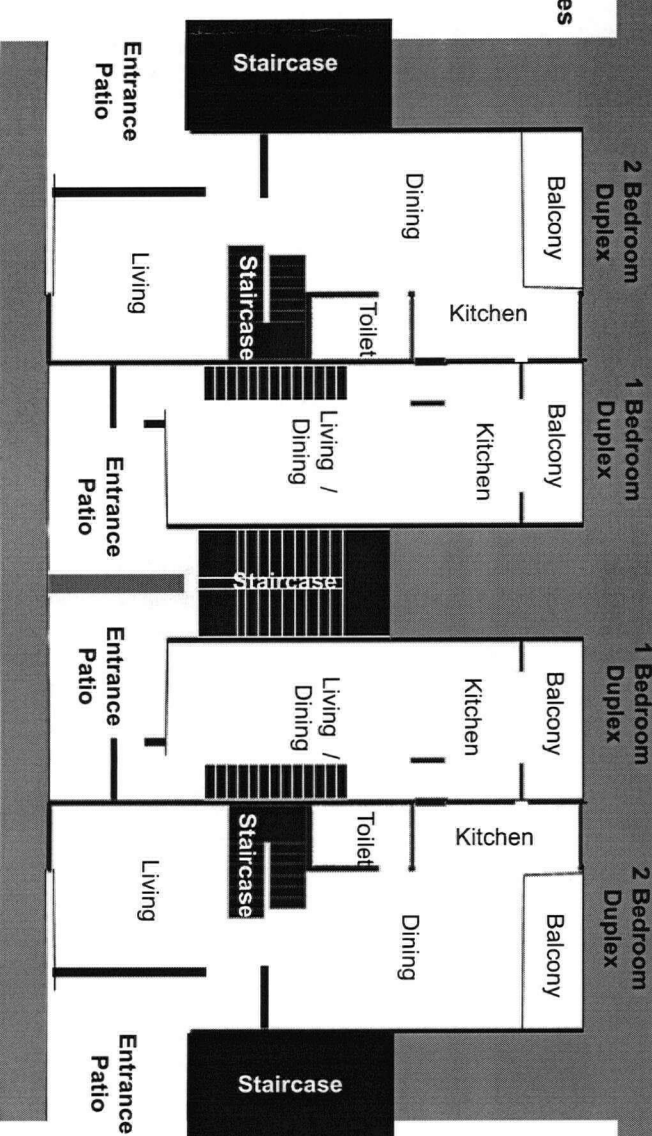 2 Bedroom
Duplex
1 Bedroom
Duplex
1 Bedroom
Duplex
2 Bedroom
Duplex
es
Balcony
Balcony
Balcony
Balcony
Kitchen
Kitchen
Kitchen
Kitchen
Dining
Toilet
Living /
Dining
Living /
Dining
Toilet
Dining
Staircase
Staircase
Staircase
Staircase
Staircase
Living
Living
Entrance
Patio
Entrance
Patio
Entrance
Patio
Entrance
Patio